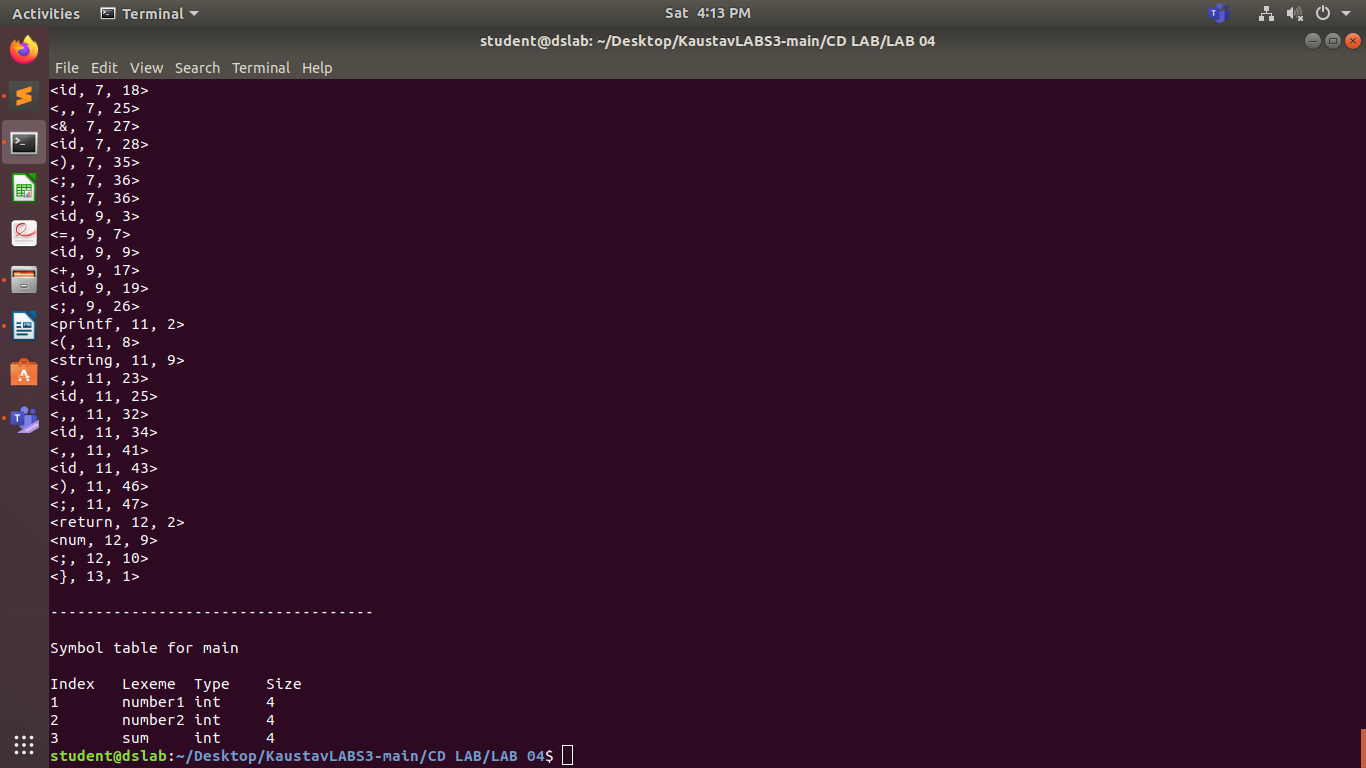 Activities Terminal Sat 4:13 PM
student@dslab: ~/Desktop/KaustavLABS3-main/CD LAB/LAB 04
File Edit View Search Terminal Help
<id, 7, 18>
<,, 7, 25>
<&, 7, 27>
<id, 7, 28>
<), 7, 35>
<;, 7, 36>
<;, 7, 36>
<id, 9, 3>
<=, 9, 7>
<id, 9, 9>
<+, 9, 17>
<id, 9, 19>
<;, 9, 26>
<printf, 11, 2>
<(, 11, 8>
<string, 11, 9>
<,, 11, 23>
<id, 11, 25>
<,, 11, 32>
<id, 11, 34>
<,, 11, 41>
<id, 11, 43>
<), 11, 46>
<;, 11, 47>
<return, 12, 2>
<num, 12, 9>
<;, 12, 10>
<}, 13, 1>
------------------------------------
Symbol table for main
Index Lexeme Type Size
1 number1 int 4
2 number2 int 4
3 sum int 4
student@dslab:~/Desktop/KaustavLABS3-main/CD LAB/LAB 04$